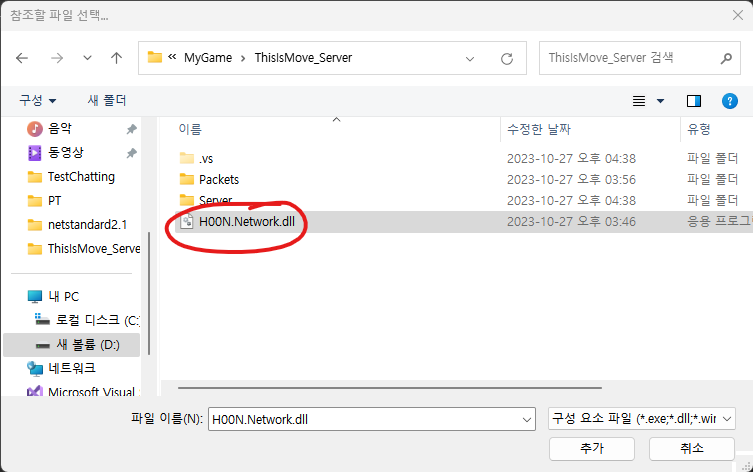 참조할 파일 선택...
MyGame ThisIsMove_Server
ThisIsMove_Server 검색
구성 새 폴더
이름 수정한 날짜 유형
음악
동영상
TestChatting
PT
netstandard2.1
ThisIsMove_Serve
내 PC
로컬 디스크 (C:)
새 볼륨 (D:)
네트워크
Microsoft Visual
.vs 2023-10-27 오후 04:38 파일 폴더
Packets 2023-10-27 오후 03:56 파일 폴더
Server 2023-10-27 오후 04:38 파일 폴더
H00N.Network.dll 2023-10-27 오후 03:46 응용 프로그
파일 이름(N): H00N.Network.dll 구성 요소 파일 (*.exe;*.dll;*.wir
추가 취소